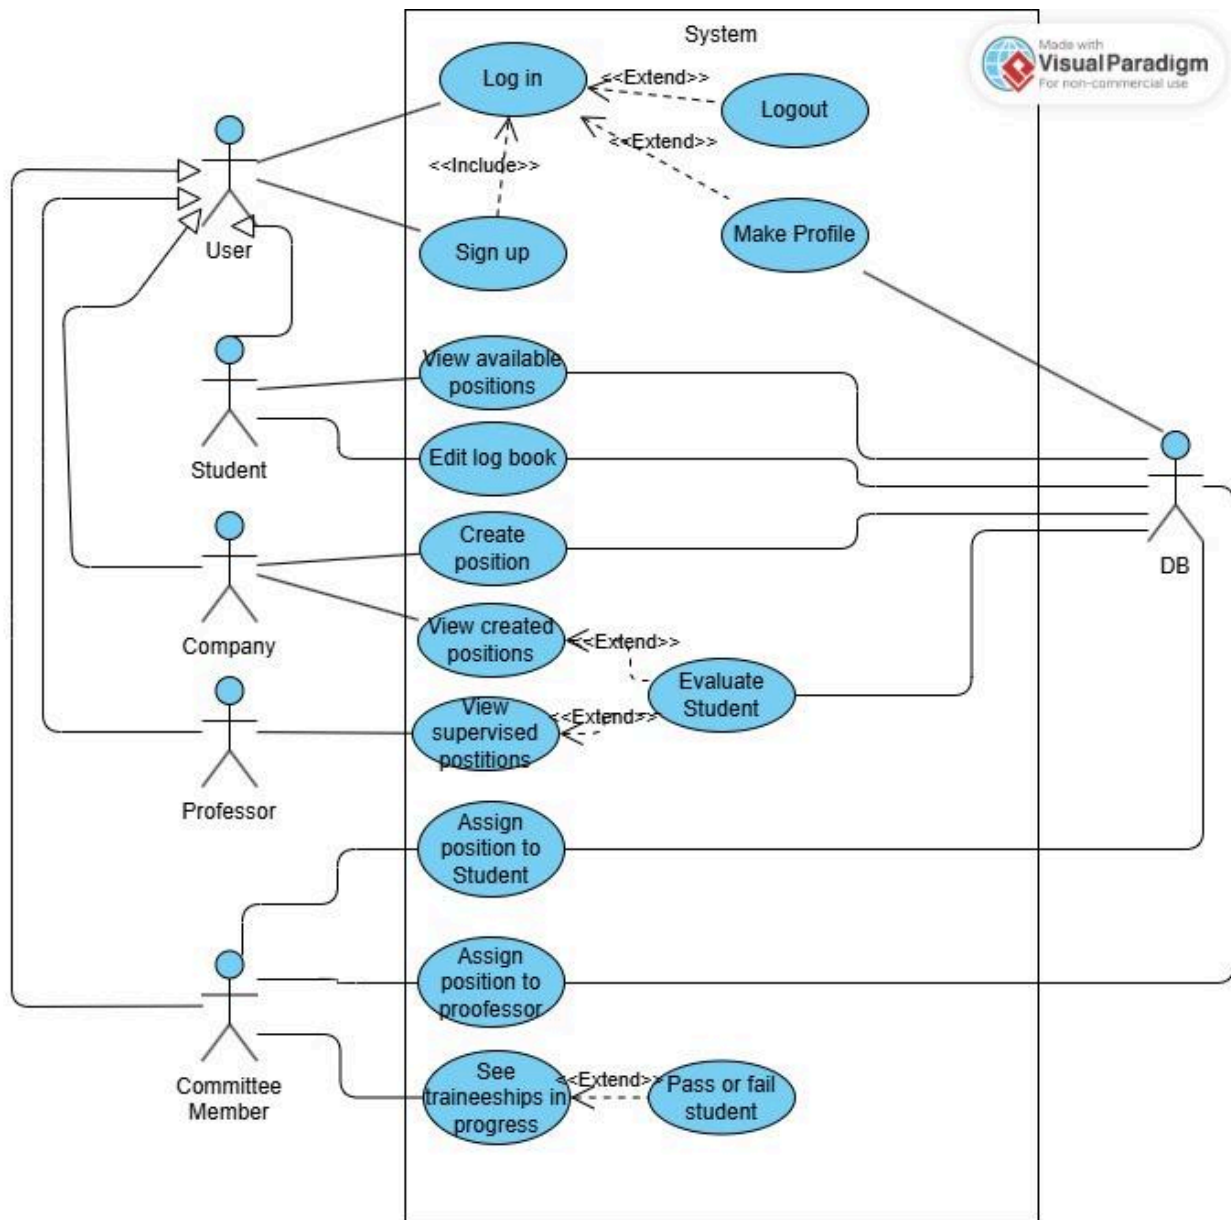 System
Made with
VisualParadigm
For non-commercial use
Log in
<<Extend>>
Logout
<<Extend>>
<<Include>>
User
Sign up
Make Profile
View available
positions
Student
Edit log book
Create
position
DB
Company
View created
positions
<<Extend>>
Evaluate
Student
View
supervised
postitions
<<Extend>>
Professor
Assign
position to
Student
Assign
position to
proofessor
Committee
Member
See
traineeships in
progress
<<Extend>>
Pass or fail
student